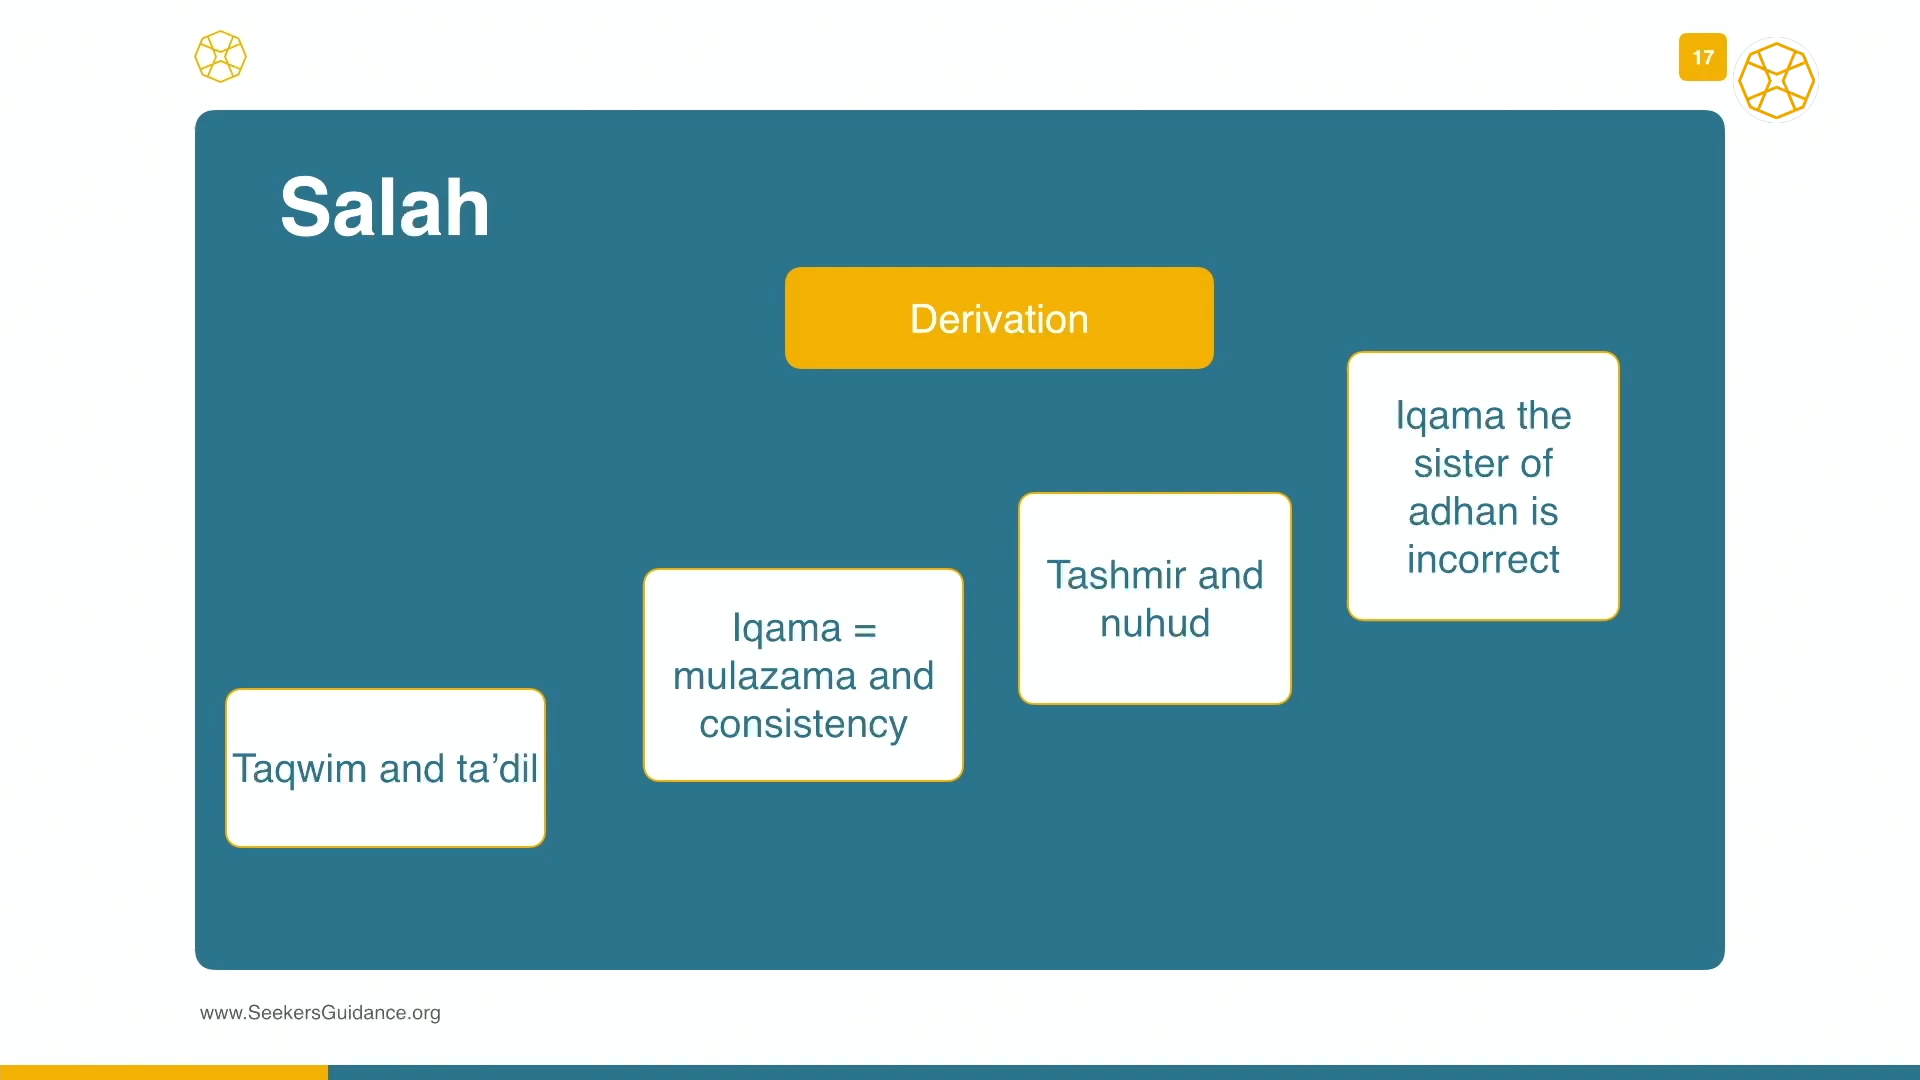 17
Salah
Derivation
Iqama the
sister of
adhan is
incorrect
Tashmir and
nuhud
Iqama =
mulazama and
consistency
Taqwim and ta’dil
www.SeekersGuidance.org